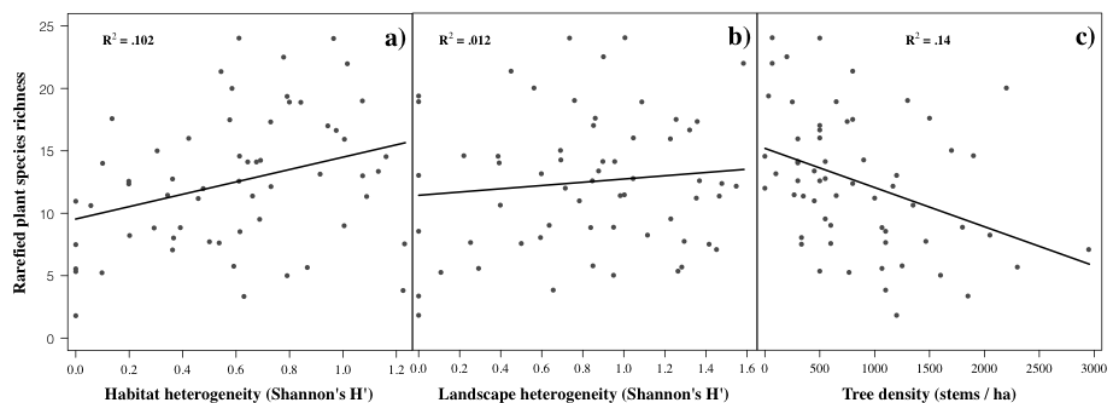 R² = .102
a)
R² = .012
b)
R² = .14
c)
Rarefied plant species richness
25
20
15
10
5
0
0.0 0.2 0.4 0.6 0.8 1.0 1.2
0.0 0.2 0.4 0.6 0.8 1.0 1.2 1.4 1.6
0 500 1000 1500 2000 2500 3000
Habitat heterogeneity (Shannon's H')
Landscape heterogeneity (Shannon's H')
Tree density (stems / ha)